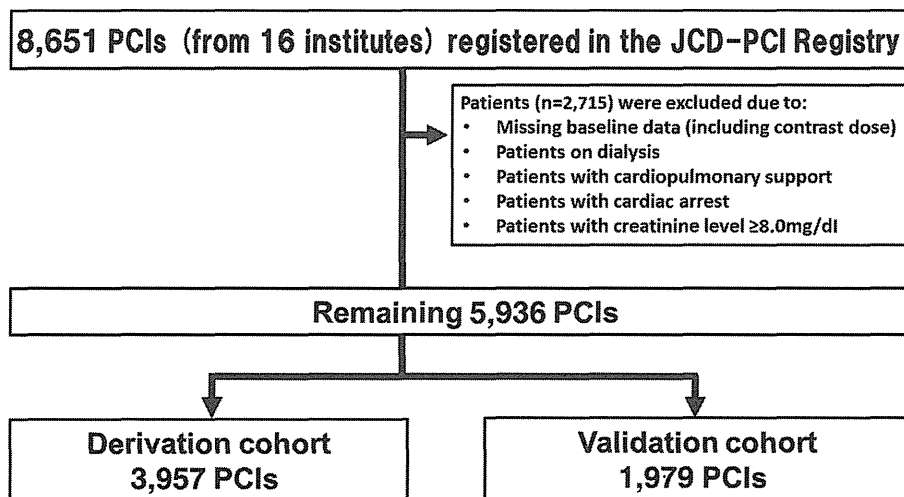 8,651 PCIs (from 16 institutes) registered in the JCD-PCI Registry
Patients (n=2,715) were excluded due to:
• Missing baseline data (including contrast dose)
• Patients on dialysis
• Patients with cardiopulmonary support
• Patients with cardiac arrest
• Patients with creatinine level ≥8.0mg/dl
Remaining 5,936 PCIs
Derivation cohort
3,957 PCIs
Validation cohort
1,979 PCIs